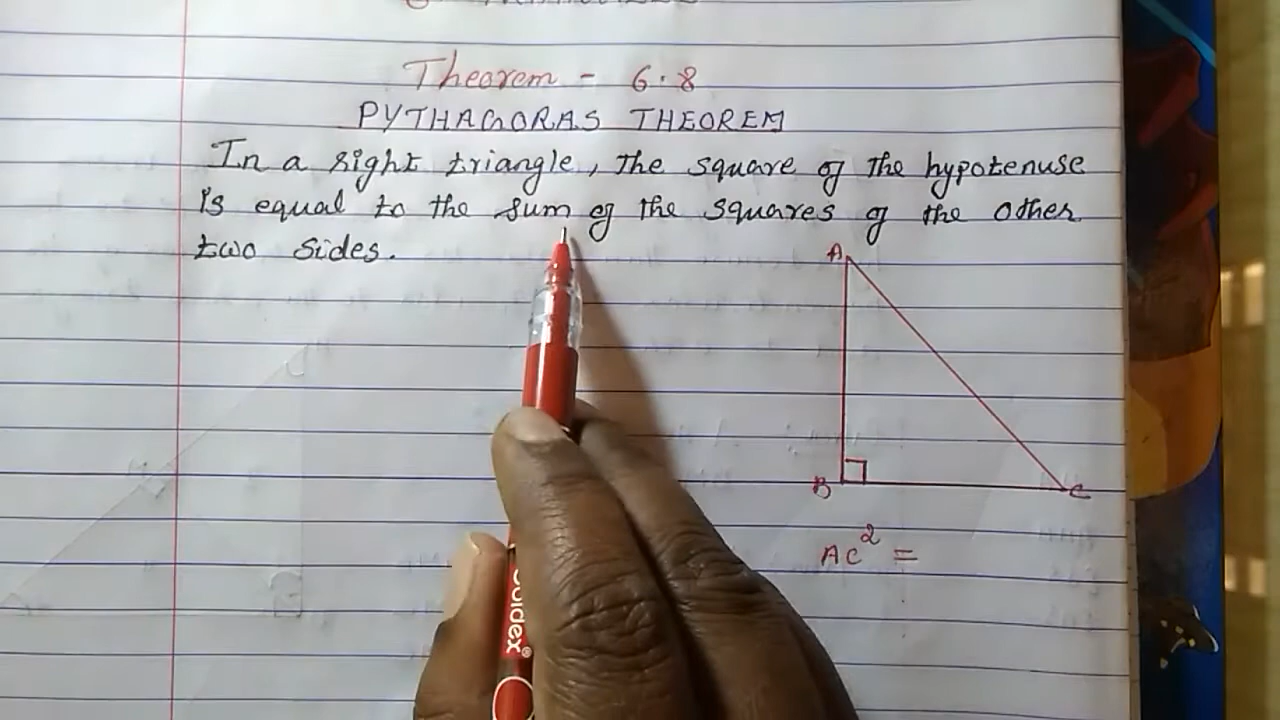 Theorem - 6.8
PYTHAGORAS THEOREM
In a right triangle, the square of the hypotenuse
is equal to the sum of the squares of the other
two sides.
A
B
C
AC² =